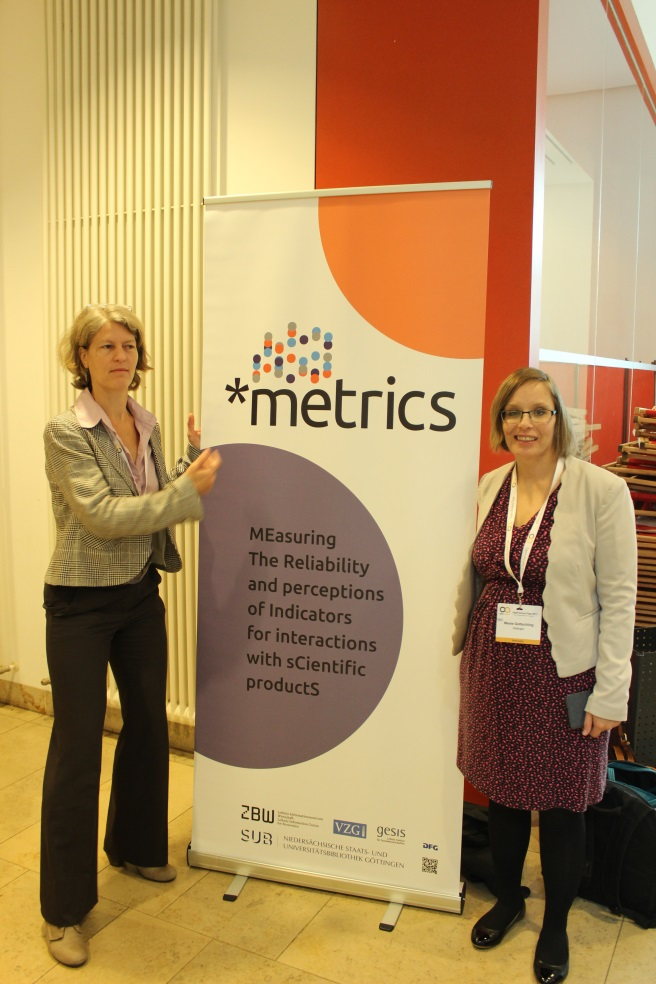 *metrics
MEasuring
The Reliability
and perceptions
of Indicators
for interactions
with sCientific
productS
ZBW
VZG
gesis
DFG
SUB
NIEDERSÄCHSISCHE STAATS- UND
UNIVERSITÄTSBIBLIOTHEK GÖTTINGEN